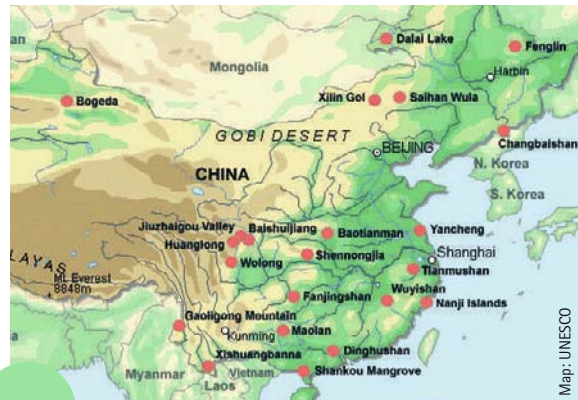 an
Dalai Lake
Fenglin
Harbin
Mongolia
Bogeda
Xilin Gol
Saihan Wula
GOBI DESERT
Changbaishan
BEIJING
N. Korea
CHINA
S. Korea
Jiuzhaigou Valley
Baishuijiang
Baotianman
Yancheng
Huanglong
Shanghai
LAYAS
Wolong
Shennongjia
Tianmushan
Mt. Everest
8848m
Fanjingshan
Wuyishan
Nanji Islands
Gaoligong Mountain
Kunming
Maolan
Xishuangbanna
Dinghushan
Myanmar
Vietnam
Shankou Mangrove
Laos
a
Map: UNESCO